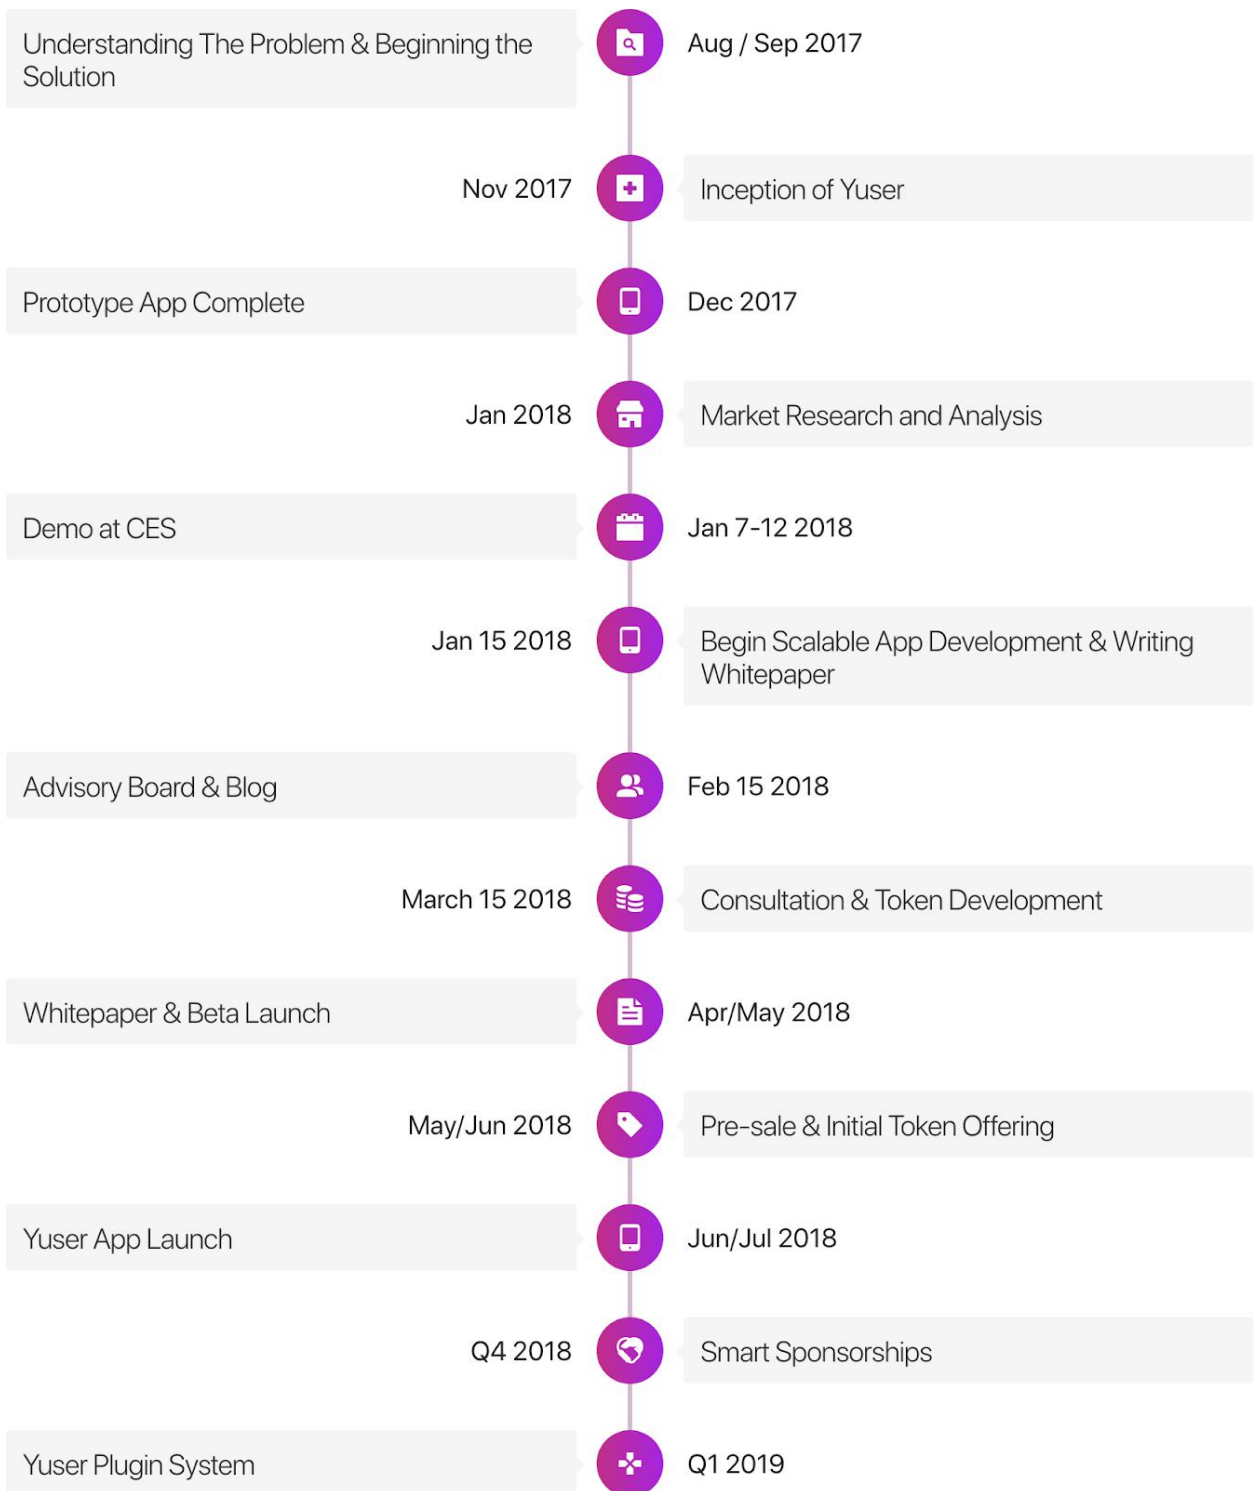 Understanding The Problem & Beginning the
Solution
Aug / Sep 2017
Nov 2017
Inception of Yuser
Prototype App Complete
Dec 2017
Jan 2018
Market Research and Analysis
Demo at CES
Jan 7-12 2018
Jan 15 2018
Begin Scalable App Development & Writing
Whitepaper
Advisory Board & Blog
Feb 15 2018
March 15 2018
Consultation & Token Development
Whitepaper & Beta Launch
Apr/May 2018
May/Jun 2018
Pre-sale & Initial Token Offering
Yuser App Launch
Jun/Jul 2018
Q4 2018
Smart Sponsorships
Yuser Plugin System
Q1 2019